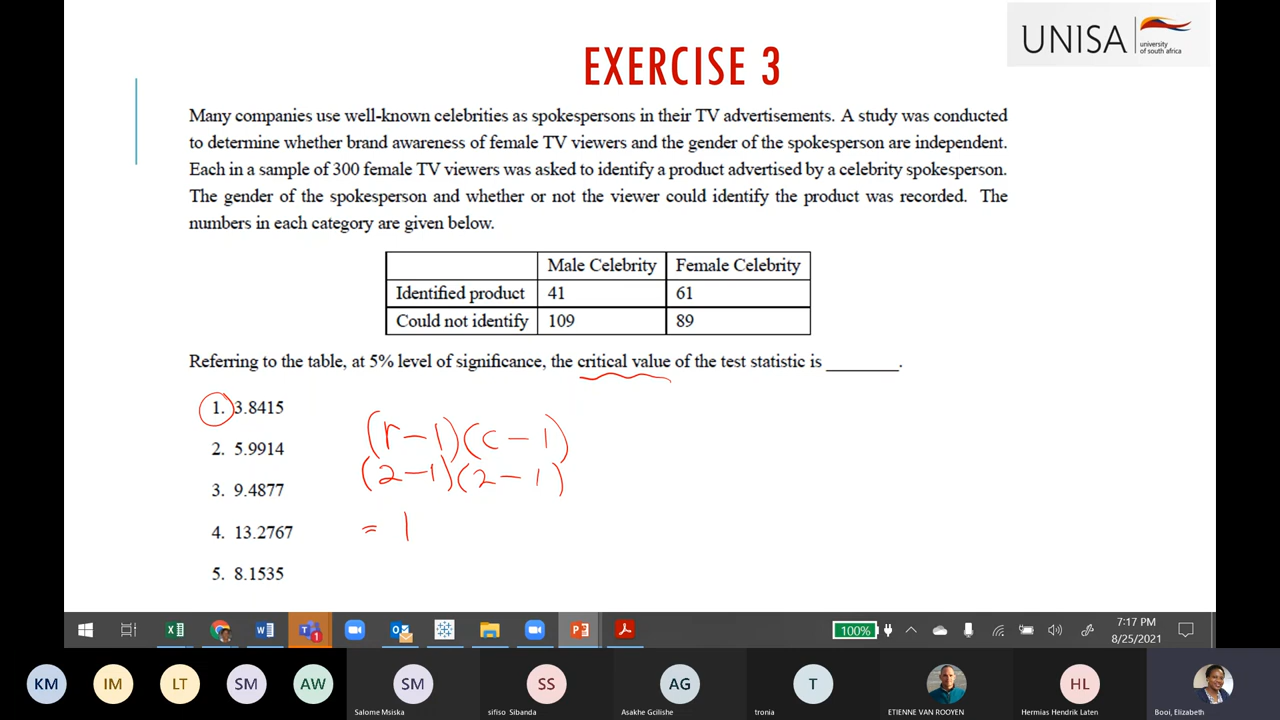 UNISA
university
of south africa
EXERCISE 3
Many companies use well-known celebrities as spokespersons in their TV advertisements. A study was conducted
to determine whether brand awareness of female TV viewers and the gender of the spokesperson are independent.
Each in a sample of 300 female TV viewers was asked to identify a product advertised by a celebrity spokesperson.
The gender of the spokesperson and whether or not the viewer could identify the product was recorded. The
numbers in each category are given below.
Male Celebrity Female Celebrity
Identified product 41 61
Could not identify 109 89
Referring to the table, at 5% level of significance, the critical value of the test statistic is ________.
1. 3.8415
2. 5.9914
3. 9.4877
4. 13.2767
5. 8.1535
(r-1)(c-1)
(2-1)(2-1)
= 1
100%
7:17 PM
8/25/2021
1
KM IM LT SM AW SM SS AG T HL
Salome Msiska sifiso Sibanda Asakhe Gcilishe tronia ETIENNE VAN ROOYEN Hermias Hendrik Laten Booi, Elizabeth